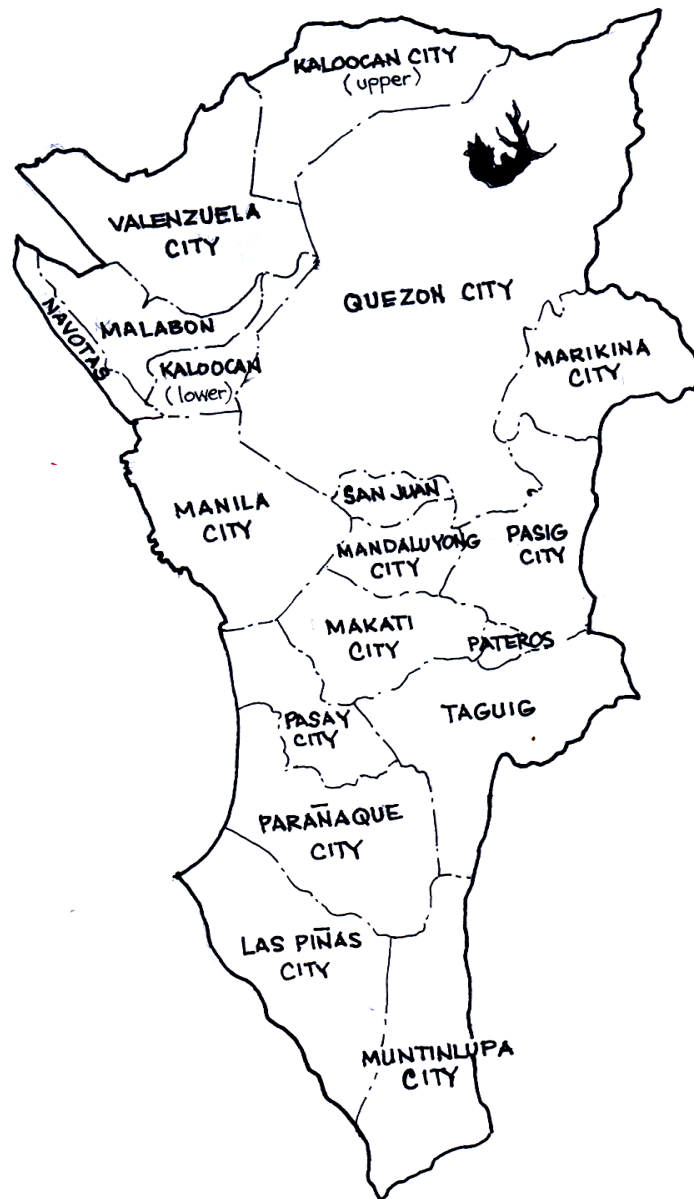 KALOOCAN CITY
(upper)
VALENZUELA
CITY
QUEZON CITY
NAVOTAS
MALABON
KALOOCAN
(lower)
MARIKINA
CITY
MANILA
CITY
SAN JUAN
MANDALUYONG
CITY
PASIG
CITY
MAKATI
CITY
PATEROS
TAGUIG
PASAY
CITY
PARAÑAQUE
CITY
LAS PIÑAS
CITY
MUNTINLUPA
CITY